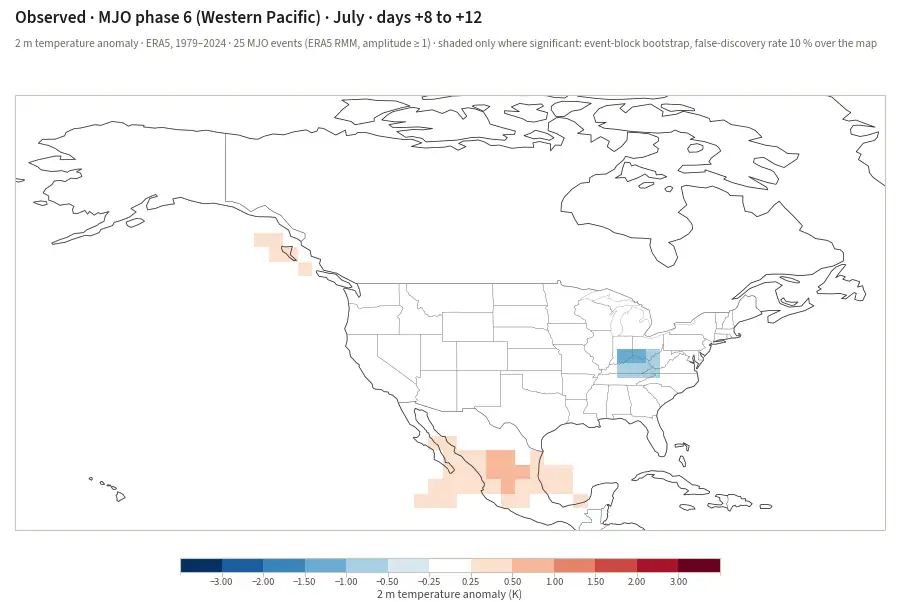 Observed · MJO phase 6 (Western Pacific) · July · days +8 to +12
2 m temperature anomaly · ERA5, 1979–2024 · 25 MJO events (ERA5 RMM, amplitude ≥ 1) · shaded only where significant: event-block bootstrap, false-discovery rate 10 % over the map
−3.00 −2.00 −1.50 −1.00 −0.50 −0.25 0.25 0.50 1.00 1.50 2.00 3.00
2 m temperature anomaly (K)